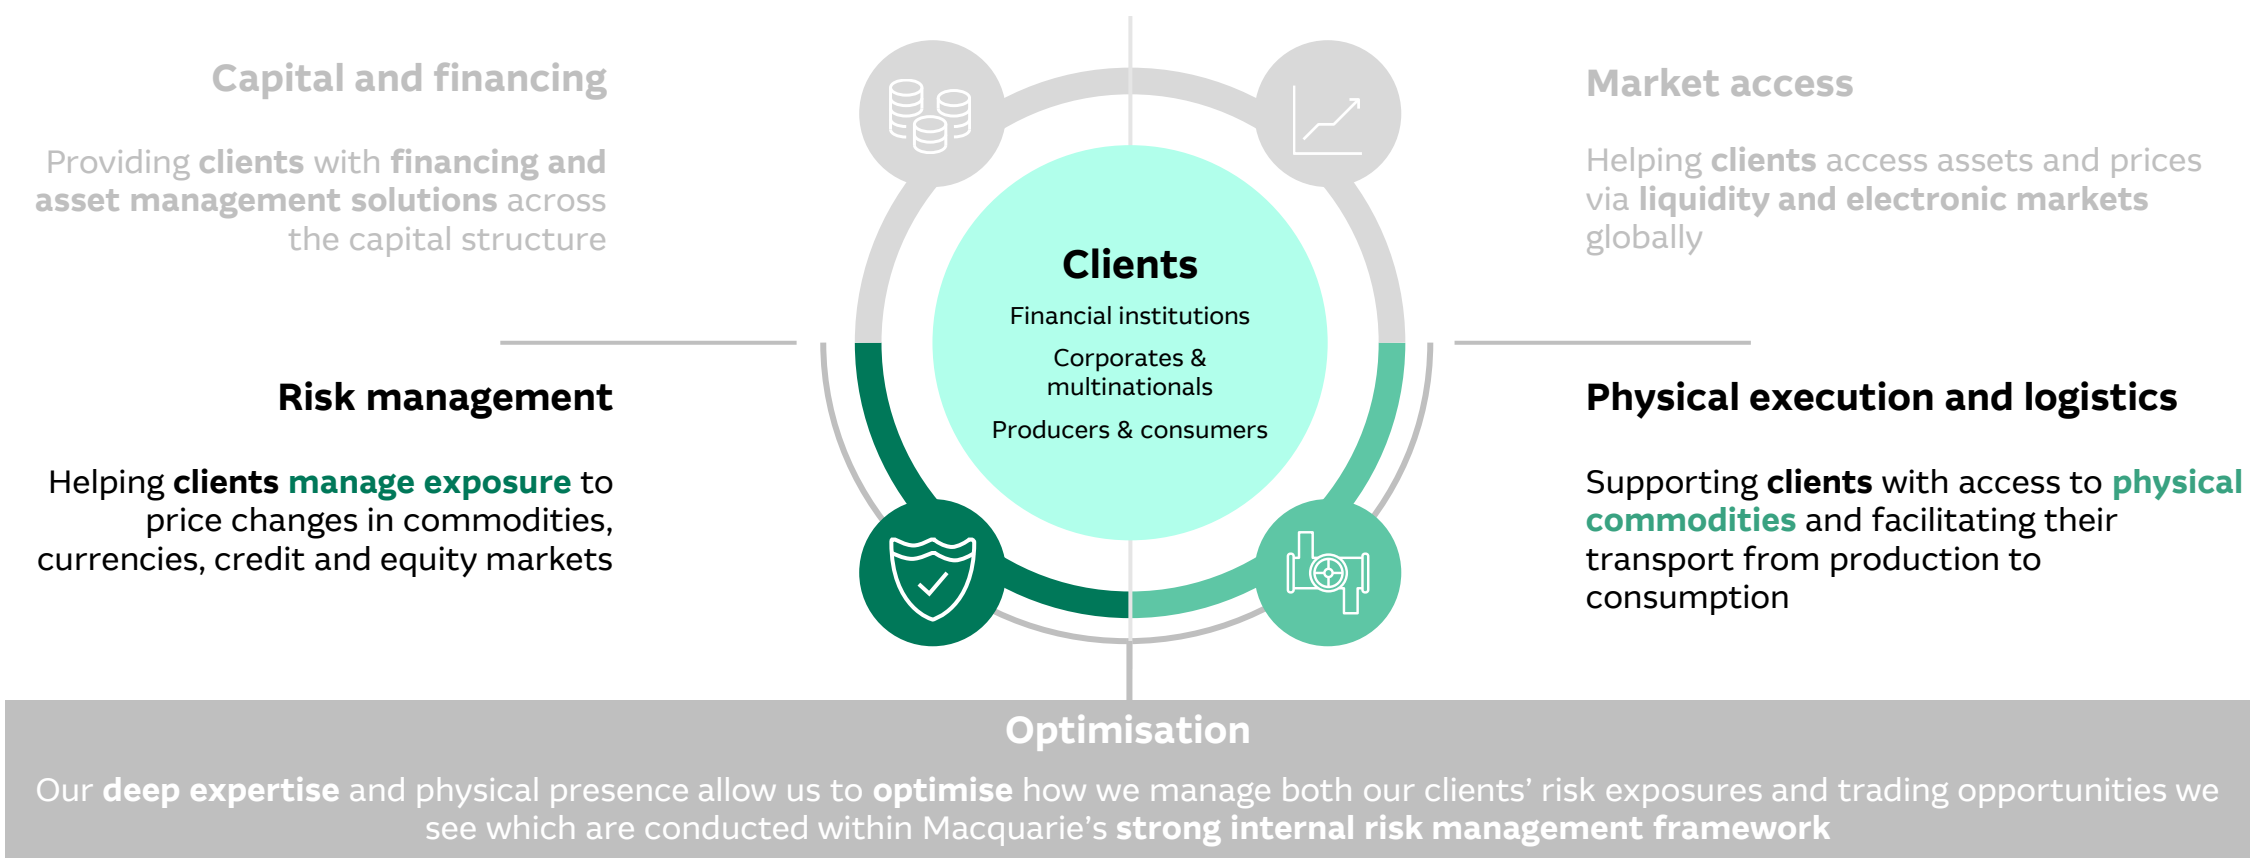 Capital and financing
Providing clients with financing and
asset management solutions across
the capital structure
Market access
Helping clients access assets and prices
via liquidity and electronic markets
globally
Clients
Financial institutions
Corporates &
multinationals
Producers & consumers
Risk management
Helping clients manage exposure to
price changes in commodities,
currencies, credit and equity markets
Physical execution and logistics
Supporting clients with access to physical
commodities and facilitating their
transport from production to
consumption
Optimisation
Our deep expertise and physical presence allow us to optimise how we manage both our clients’ risk exposures and trading opportunities we
see which are conducted within Macquarie’s strong internal risk management framework